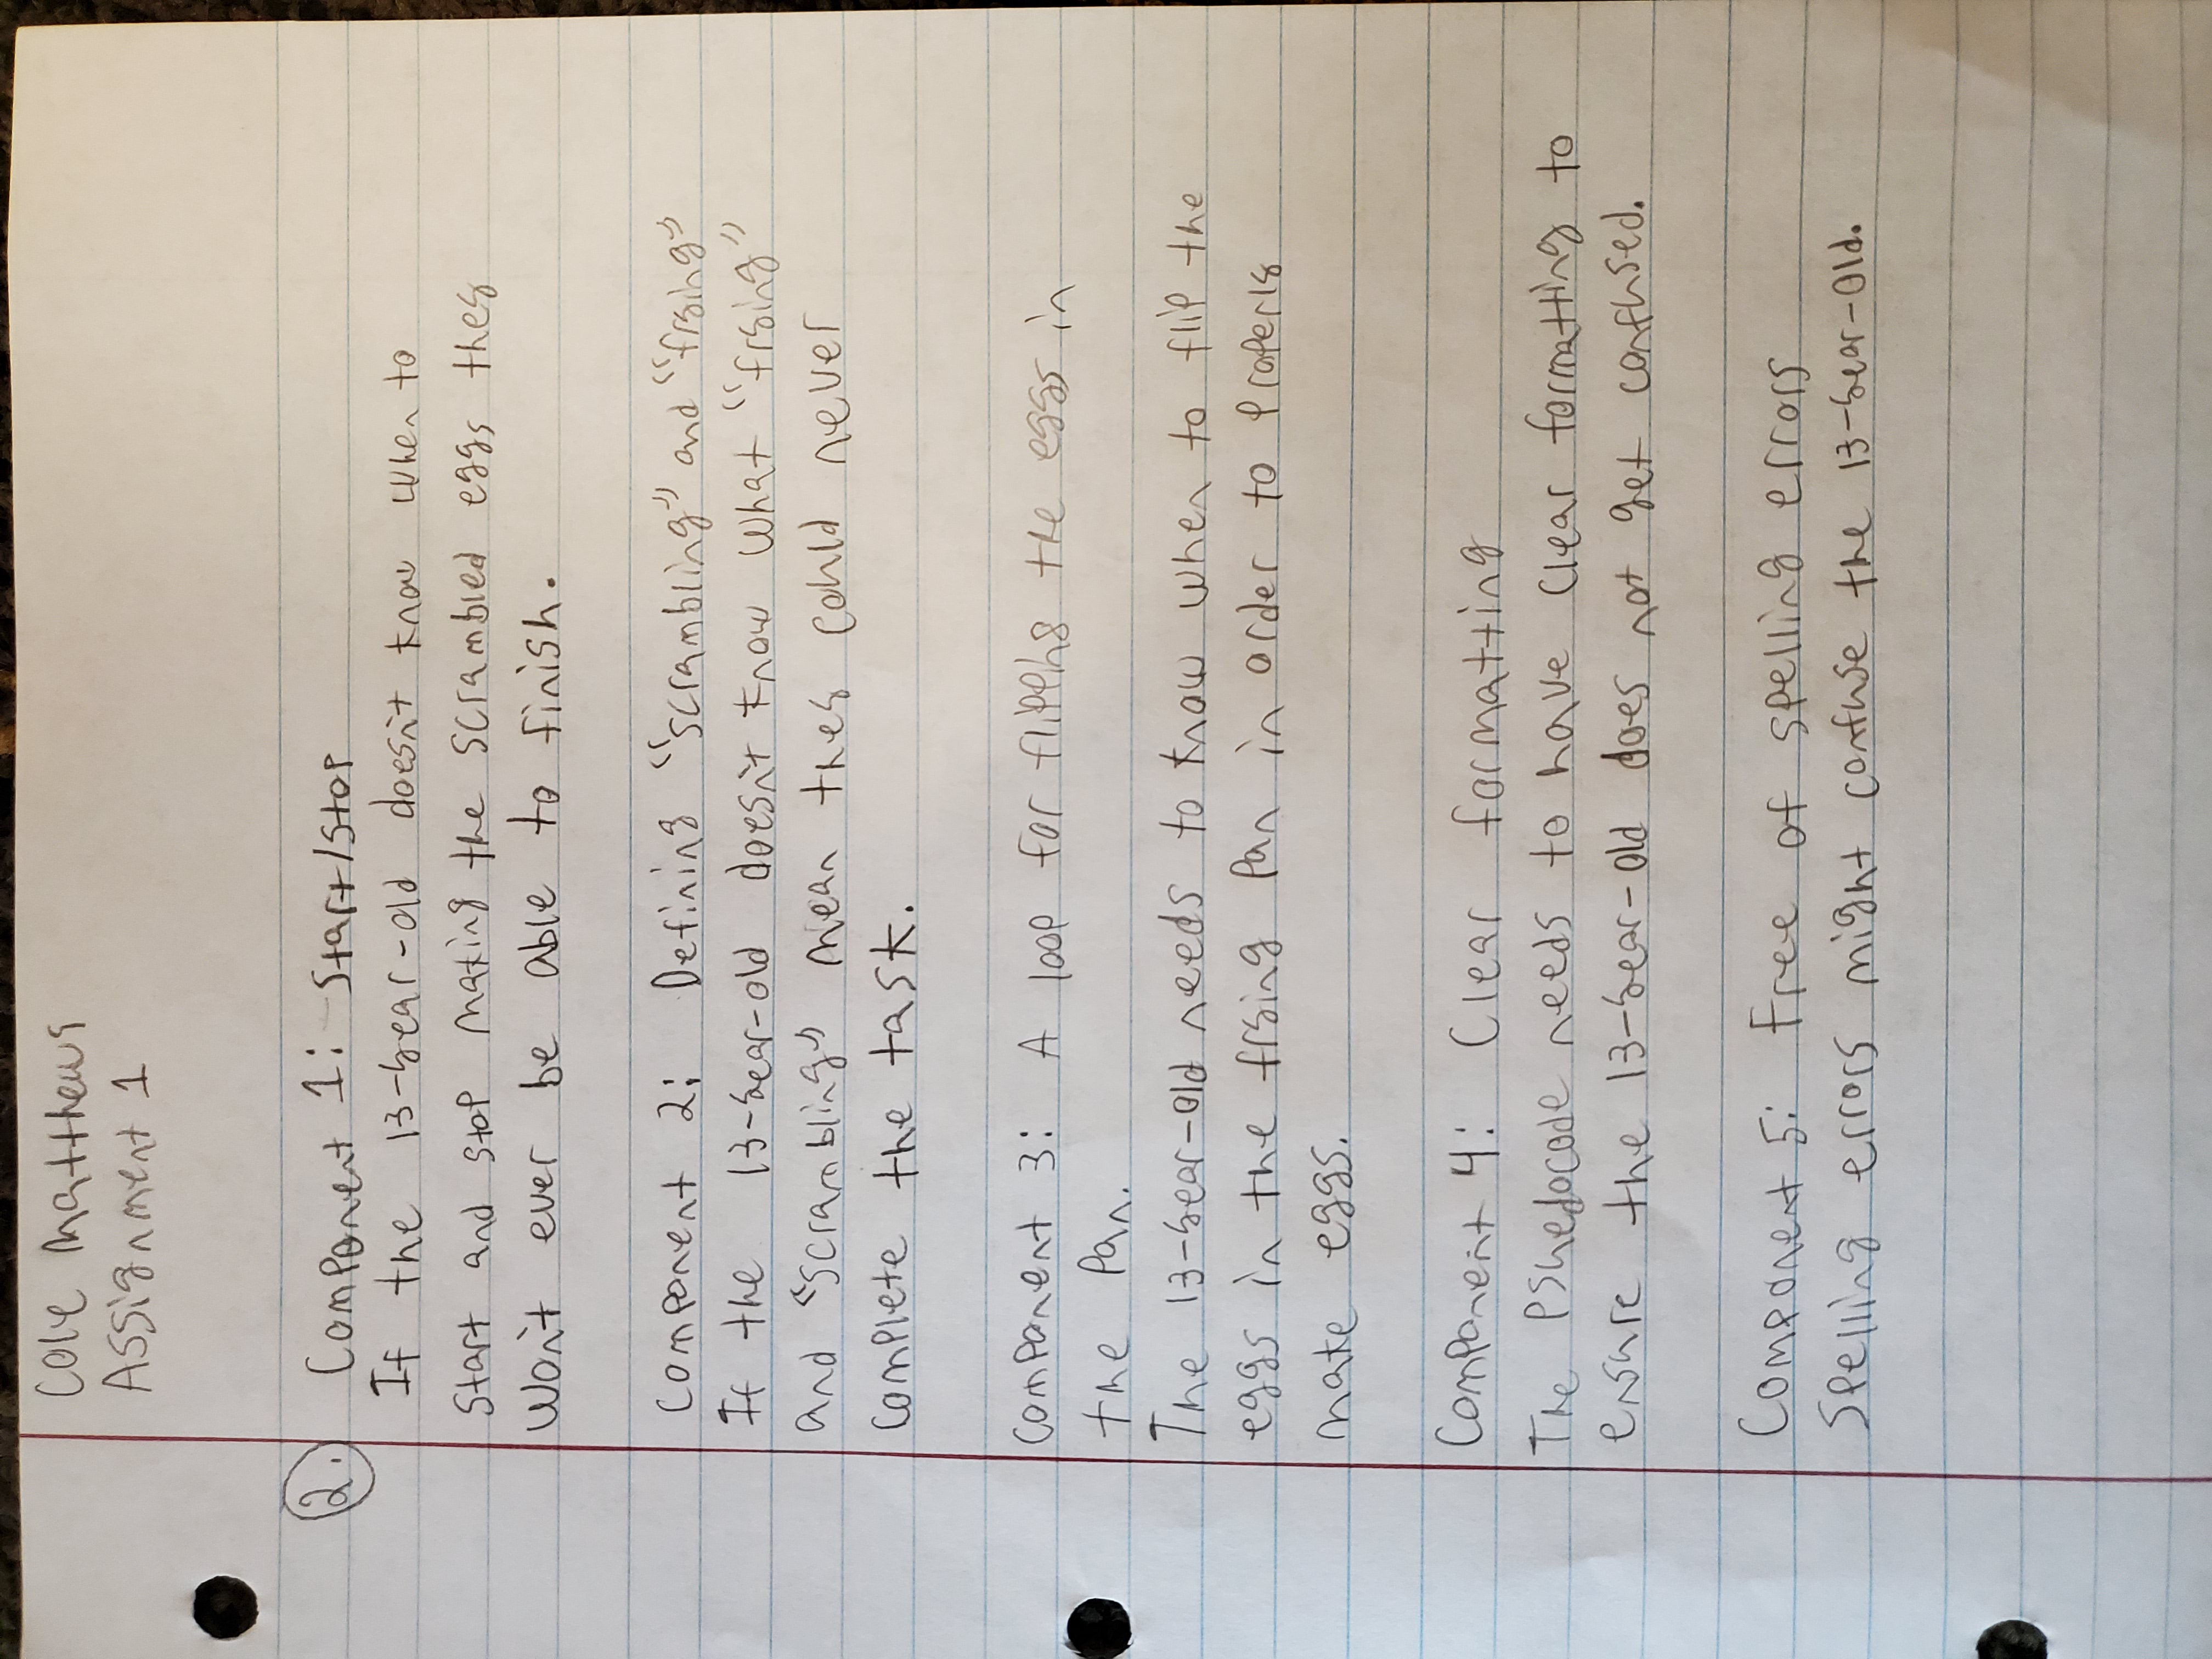 Cole Matthews
Assignment 1
2. Component 1: Start/Stop
If the 13-year-old doesn't know when to
start and stop making the scrambled eggs they
won't ever be able to finish.
Component 2: Defining "scrambling" and "frying"
If the 13-year-old doesn't know what "frying"
and "scrambling" mean they could never
complete the task.
Component 3: A loop for flipping the eggs in
the pan.
The 13-year-old needs to know when to flip the
eggs in the frying pan in order to properly
make eggs.
Component 4: Clear formatting
The Psuedocode needs to have clear formatting to
ensure the 13-year-old does not get confused.
Component 5: Free of spelling errors
Spelling errors might confuse the 13-year-old.